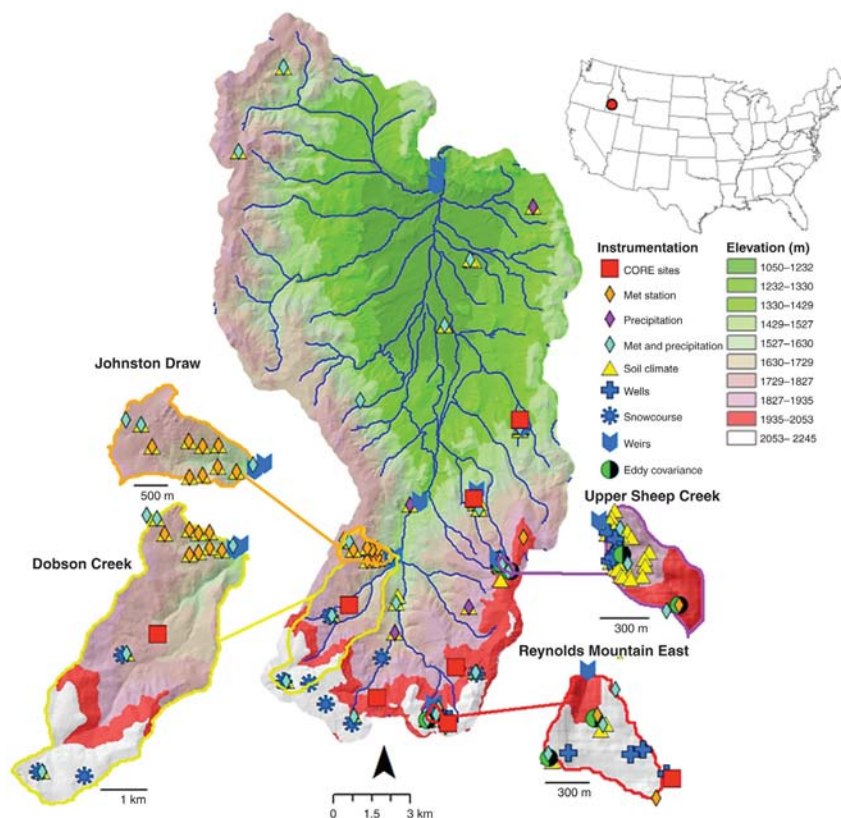 Instrumentation
CORE sites
Met station
Precipitation
Met and precipitation
Soil climate
Wells
Snowcourse
Weirs
Eddy covariance
Elevation (m)
1050–1232
1232–1330
1330–1429
1429–1527
1527–1630
1630–1729
1729–1827
1827–1935
1935–2053
2053– 2245
Johnston Draw
500 m
Dobson Creek
1 km
Upper Sheep Creek
300 m
Reynolds Mountain East
300 m
0 1.5 3 km